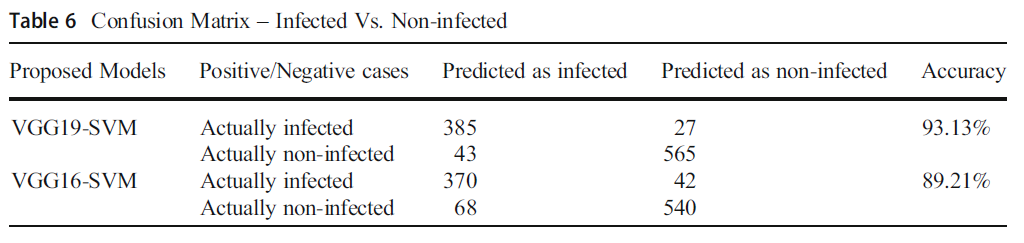 Table 6 Confusion Matrix – Infected Vs. Non-infected
Proposed Models Positive/Negative cases Predicted as infected Predicted as non-infected Accuracy
VGG19-SVM Actually infected 385 27 93.13%
Actually non-infected 43 565
VGG16-SVM Actually infected 370 42 89.21%
Actually non-infected 68 540